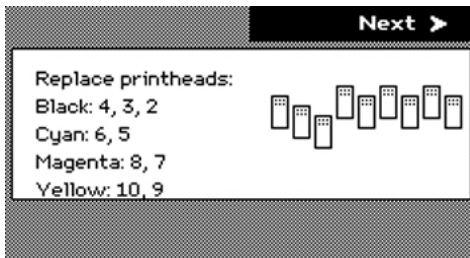 Next ➤
Replace printheads:
Black: 4, 3, 2
Cyan: 6, 5
Magenta: 8, 7
Yellow: 10, 9